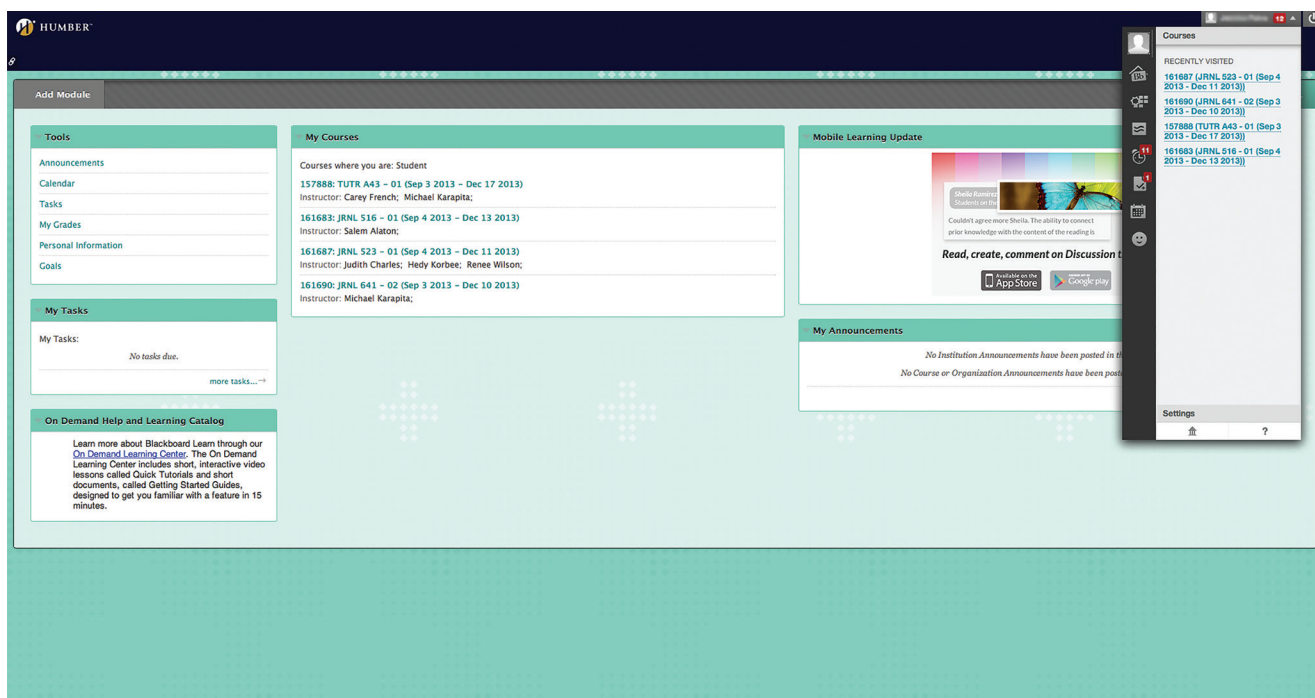 HUMBER
12
Courses
RECENTLY VISITED
161687 (JRNL 523 - 01 (Sep 4
2013 - Dec 11 2013))
161690 (JRNL 641 - 02 (Sep 3
2013 - Dec 10 2013))
157888 (TUTR A43 - 01 (Sep 3
2013 - Dec 17 2013))
161683 (JRNL 516 - 01 (Sep 4
2013 - Dec 13 2013))
11
1
Settings
?
Add Module
Tools
Announcements
Calendar
Tasks
My Grades
Personal Information
Goals
My Tasks
My Tasks:
No tasks due.
more tasks...→
On Demand Help and Learning Catalog
Learn more about Blackboard Learn through our
On Demand Learning Center. The On Demand
Learning Center includes short, interactive video
lessons called Quick Tutorials and short
documents, called Getting Started Guides,
designed to get you familiar with a feature in 15
minutes.
My Courses
Courses where you are: Student
157888: TUTR A43 – 01 (Sep 3 2013 – Dec 17 2013)
Instructor: Carey French; Michael Karapita;
161683: JRNL 516 – 01 (Sep 4 2013 – Dec 13 2013)
Instructor: Salem Alaton;
161687: JRNL 523 – 01 (Sep 4 2013 – Dec 11 2013)
Instructor: Judith Charles; Hedy Korbee; Renee Wilson;
161690: JRNL 641 – 02 (Sep 3 2013 – Dec 10 2013)
Instructor: Michael Karapita;
Mobile Learning Update
Sheila Ramirez
Students on the
Couldn't agree more Sheila. The ability to connect
prior knowledge with the content of the reading is
Read, create, comment on Discussion
Available on the
App Store
Google play
My Announcements
No Institution Announcements have been posted in
No Course or Organization Announcements have been